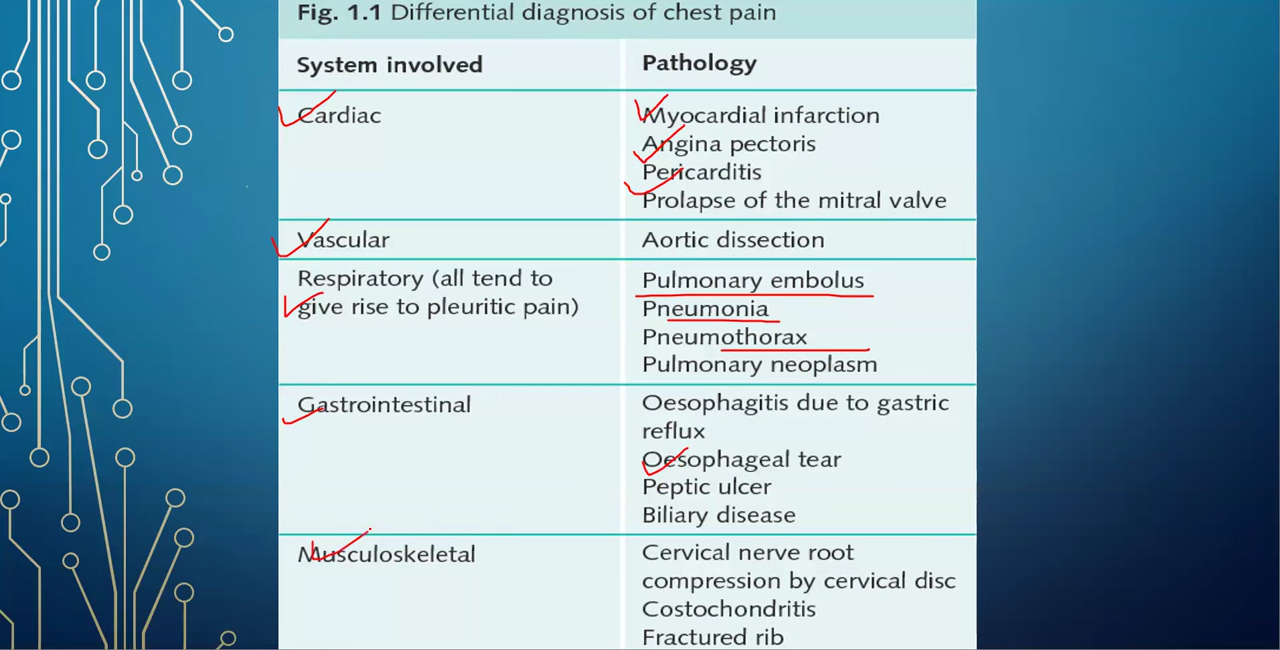 Fig. 1.1 Differential diagnosis of chest pain
System involved
Pathology
Cardiac
Myocardial infarction
Angina pectoris
Pericarditis
Prolapse of the mitral valve
Vascular
Aortic dissection
Respiratory (all tend to
give rise to pleuritic pain)
Pulmonary embolus
Pneumonia
Pneumothorax
Pulmonary neoplasm
Gastrointestinal
Oesophagitis due to gastric
reflux
Oesophageal tear
Peptic ulcer
Biliary disease
Musculoskeletal
Cervical nerve root
compression by cervical disc
Costochondritis
Fractured rib